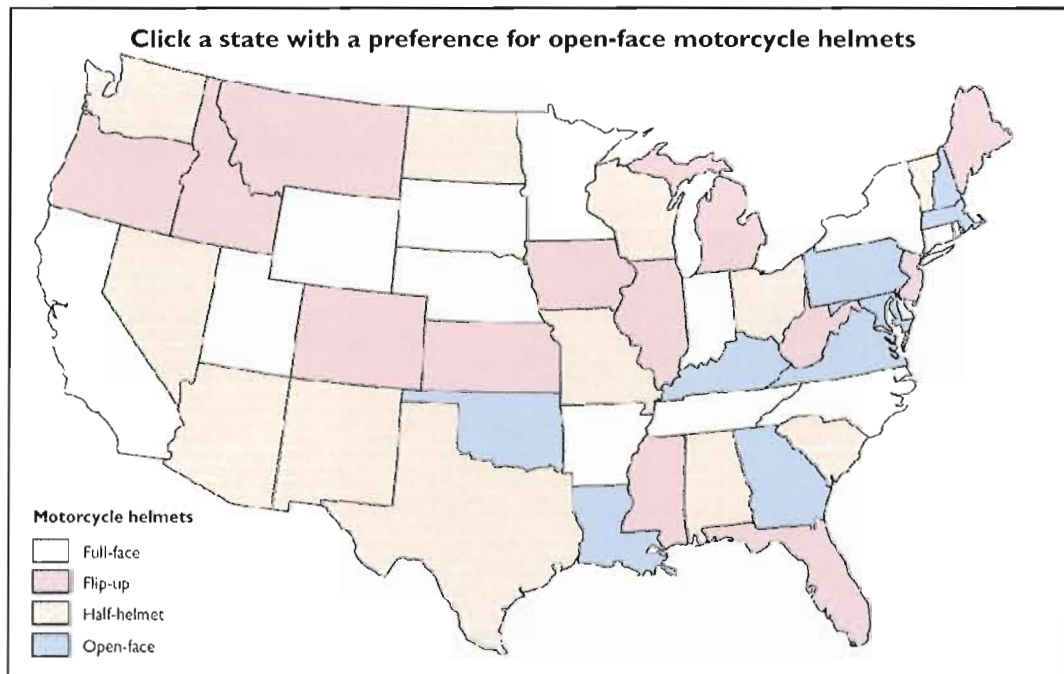 Click a state with a preference for open-face motorcycle helmets
Motorcycle helmets
Full-face
Flip-up
Half-helmet
Open-face